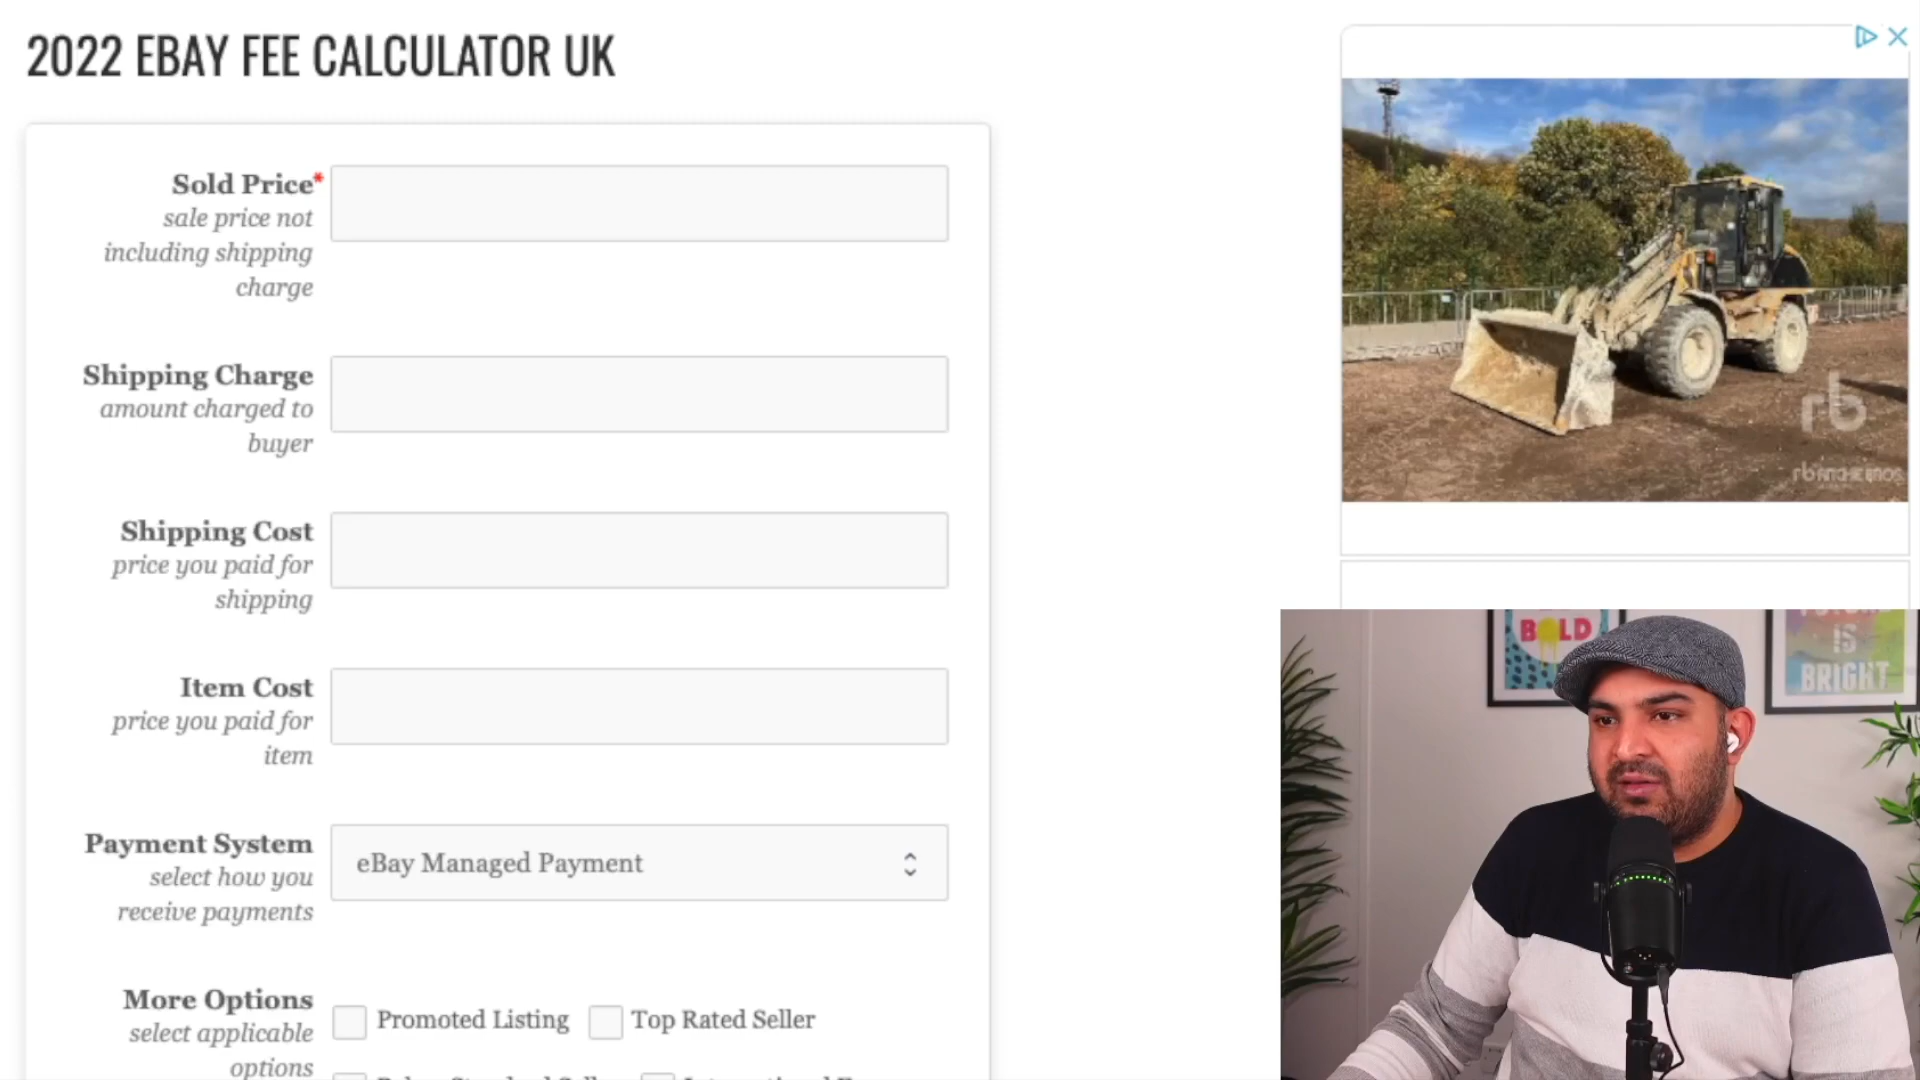 2022 EBAY FEE CALCULATOR UK
Sold Price*
sale price not
including shipping
charge
Shipping Charge
amount charged to
buyer
Shipping Cost
price you paid for
shipping
Item Cost
price you paid for
item
Payment System
select how you
receive payments
eBay Managed Payment
More Options
select applicable
options
Promoted Listing
Top Rated Seller
rb
BOLD
IS
BRIGHT